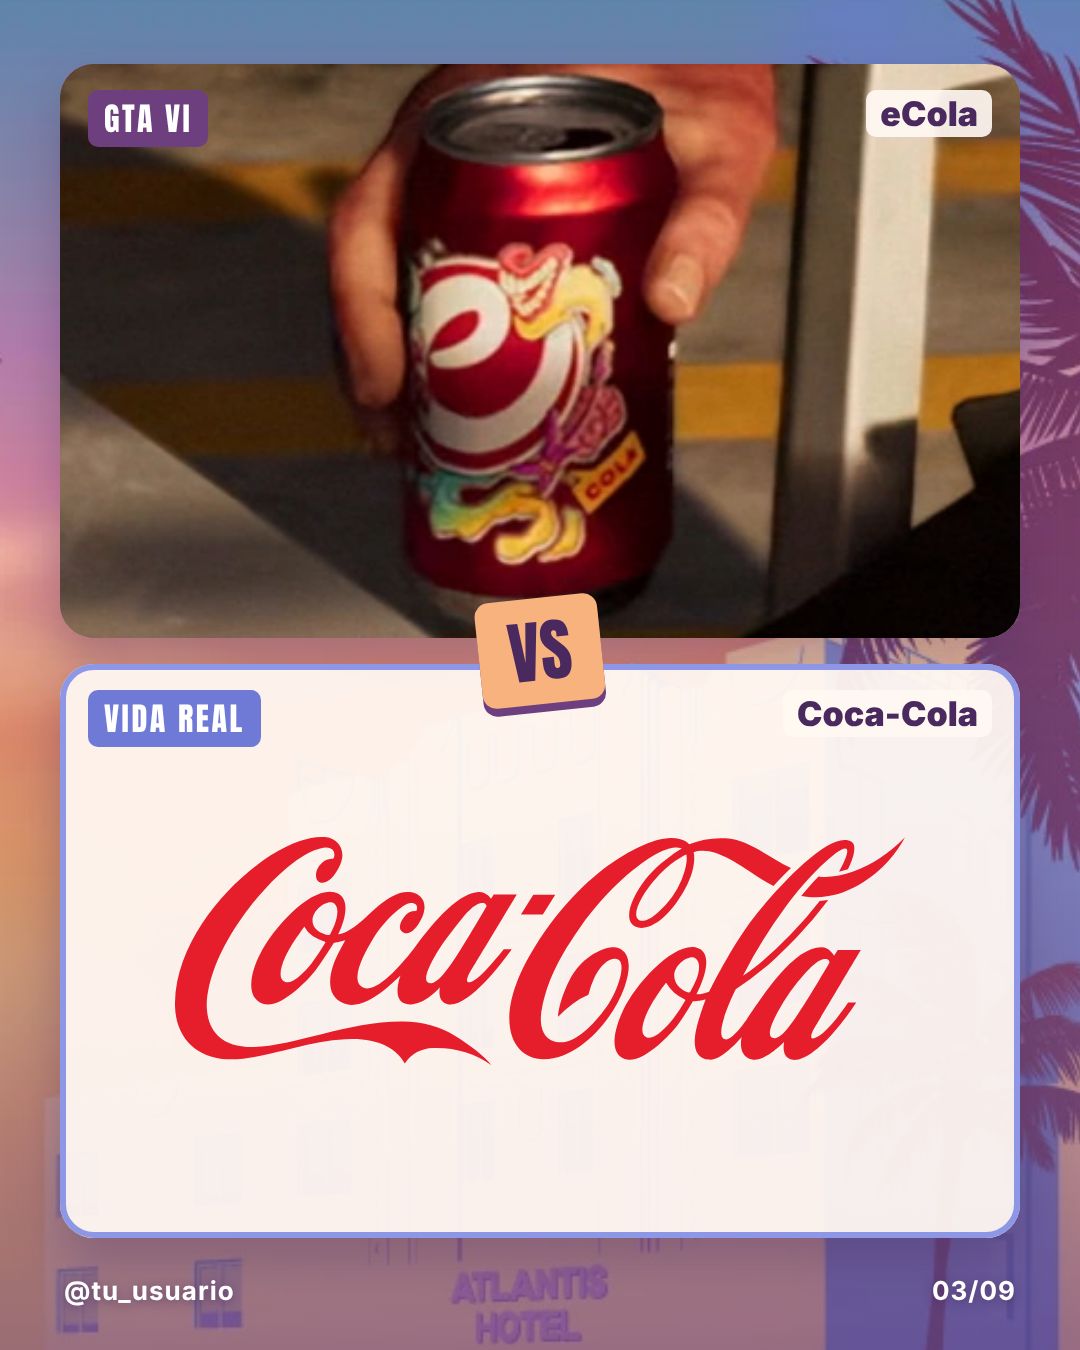 GTA VI
eCola
e
COLA
VS
VIDA REAL
Coca-Cola
Coca-Cola
@tu_usuario
ATLANTIS
HOTEL
03/09